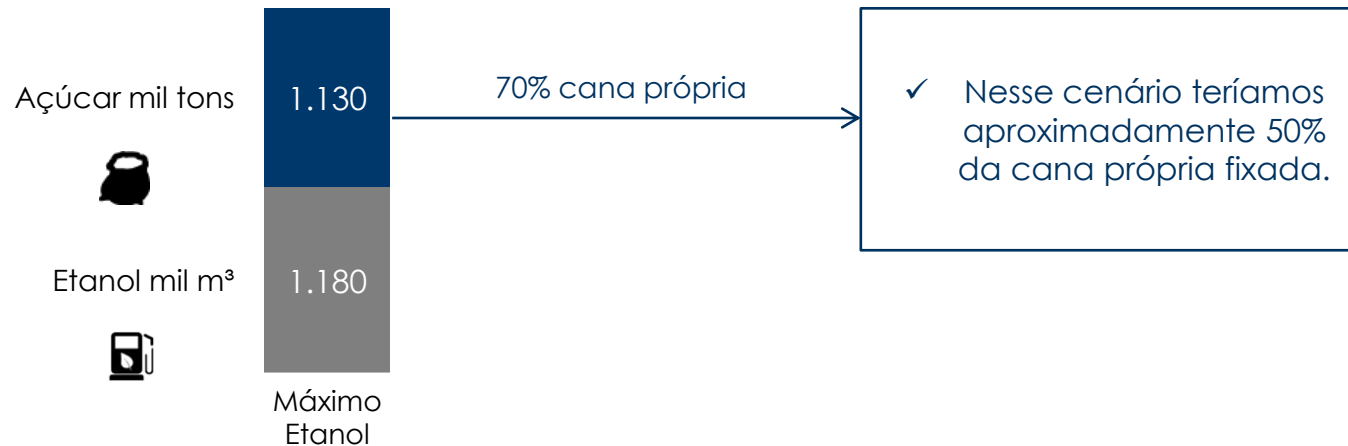 Açúcar mil tons
1.130
70% cana própria
✓ Nesse cenário teríamos
aproximadamente 50%
da cana própria fixada.
Etanol mil m³
1.180
Máximo
Etanol